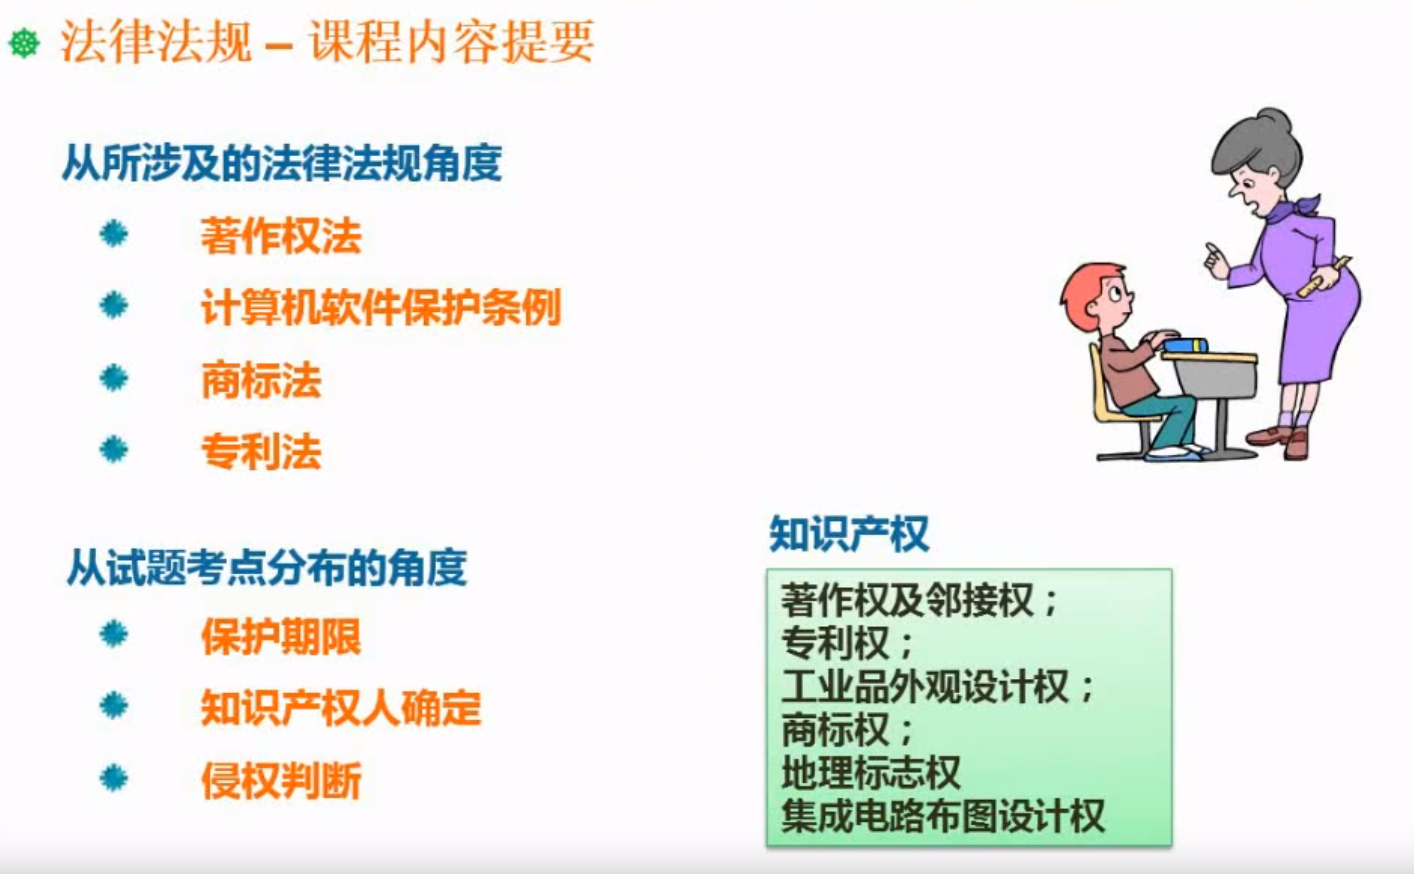 法律法规 – 课程内容提要
从所涉及的法律法规角度
著作权法
计算机软件保护条例
商标法
专利法
从试题考点分布的角度
保护期限
知识产权人确定
侵权判断
知识产权
著作权及邻接权；
专利权；
工业品外观设计权；
商标权；
地理标志权
集成电路布图设计权